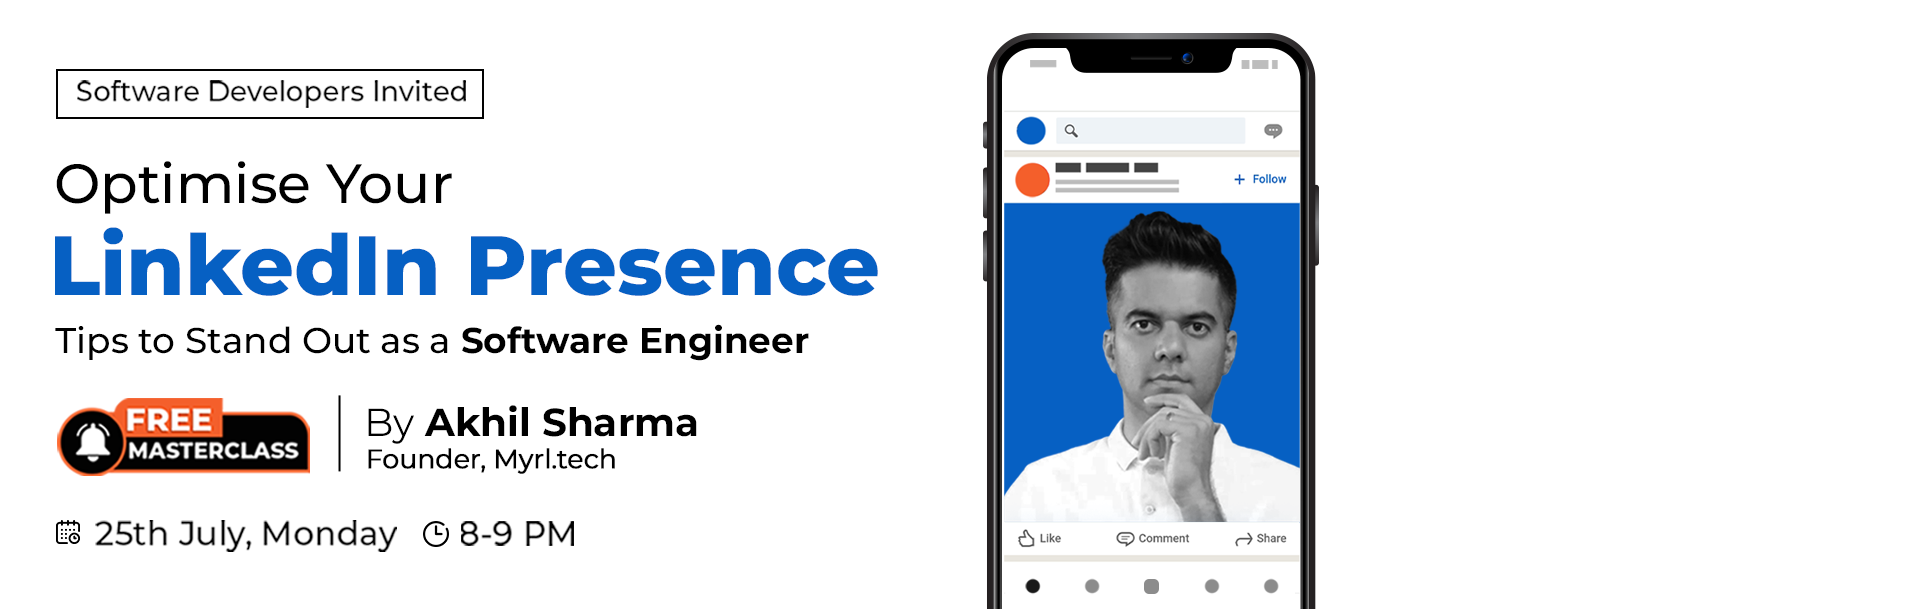 Software Developers Invited
Optimise Your
LinkedIn Presence
Tips to Stand Out as a Software Engineer
FREE
MASTERCLASS
By Akhil Sharma
Founder, Myrl.tech
25th July, Monday 8-9 PM
+ Follow
Like Comment Share